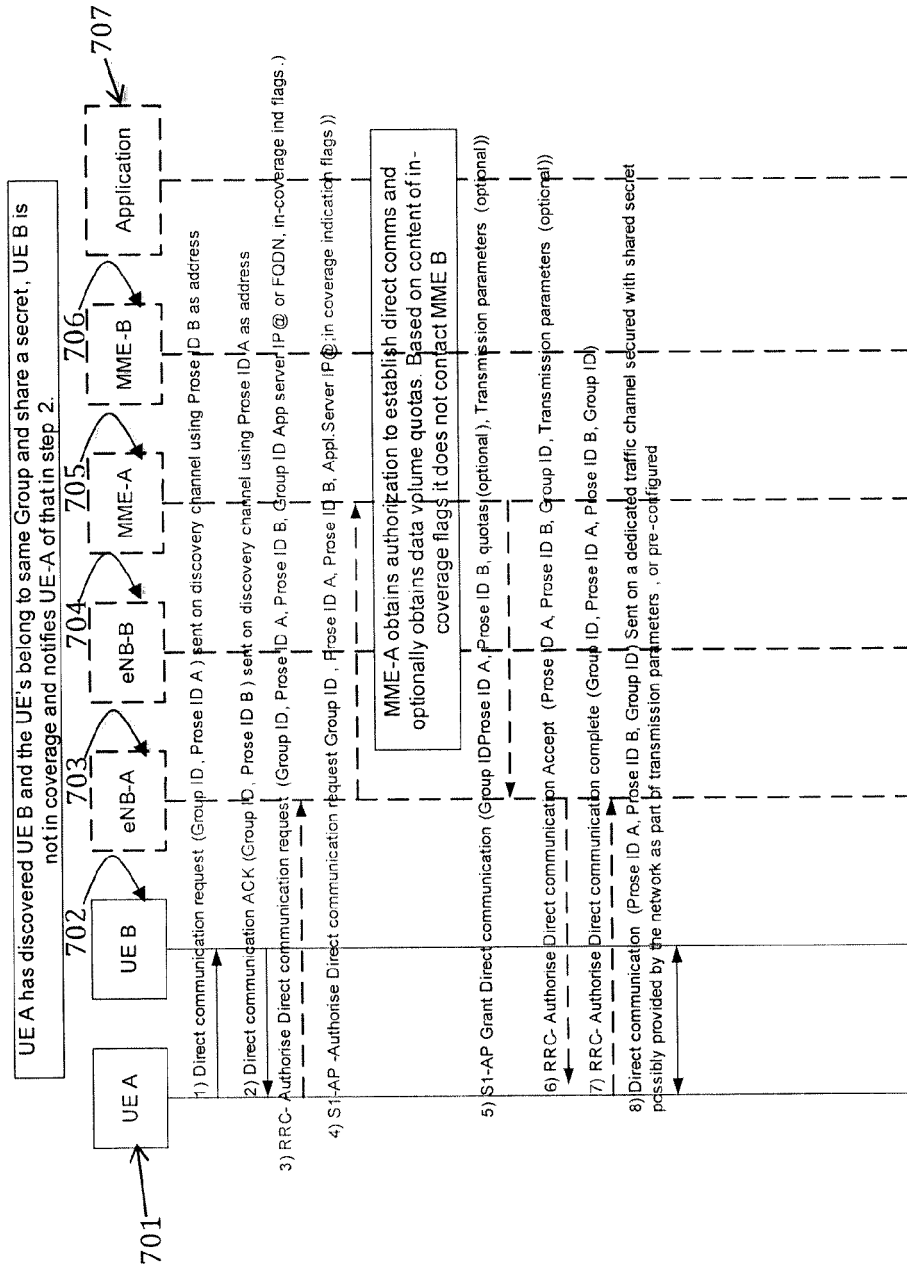 UE A has discovered UE B and the UE's belong to same Group and share a secret, UE B is
not in coverage and notifies UE-A of that in step 2.
701
702
703
704
705
706
707
UE A
UE B
eNB-A
eNB-B
MME-A
MME-B
Application
1) Direct communication request (Group ID, Prose ID A) sent on discovery channel using Prose ID B as address
2) Direct communication ACK (Group ID, Prose ID B) sent on discovery channel using Prose ID A as address
3) RRC- Authorise Direct communication request (Group ID, Prose ID A, Prose ID B, Group ID App server IP@ or FQDN, in-coverage ind flags.)
4) S1-AP -Authorise Direct communication request Group ID, Prose ID A, Prose ID B, Appl.Server IP@;in coverage indication flags ))
MME-A obtains authorization to establish direct comms and
optionally obtains data volume quotas. Based on content of in-
coverage flags it does not contact MME B
5) S1-AP Grant Direct communication (Group IDProse ID A, Prose ID B, quotas (optional), Transmission parameters (optional))
6) RRC- Authorise Direct communication Accept (Prose ID A, Prose ID B, Group ID, Transmission parameters (optional))
7) RRC- Authorise Direct communication complete (Group ID, Prose ID A, Prose ID B, Group ID)
8) Direct communication (Prose ID A, Prose ID B, Group ID) Sent on a dedicated traffic channel secured with shared secret
possibly provided by the network as part of transmission parameters, or pre-configured